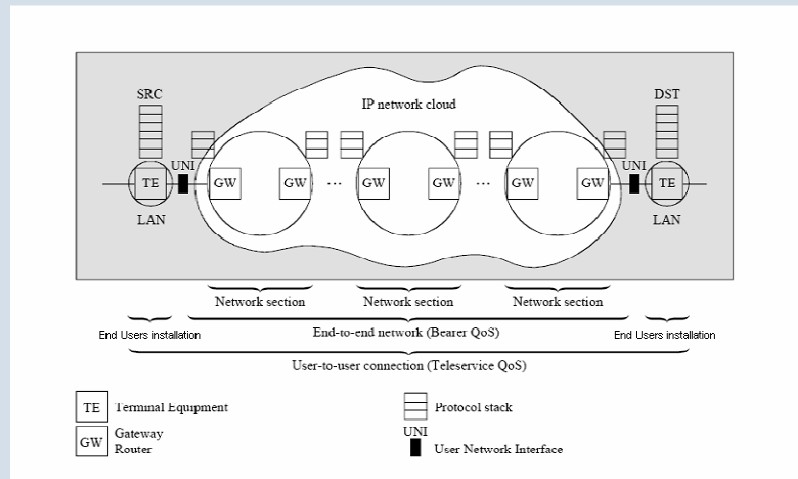 SRC
DST
IP network cloud
UNI
UNI
TE
GW
GW
...
GW
GW
...
GW
GW
TE
LAN
LAN
Network section
Network section
Network section
End Users installation
End-to-end network (Bearer QoS)
End Users installation
User-to-user connection (Teleservice QoS)
TE
Terminal Equipment
Protocol stack
GW
Gateway
Router
UNI
User Network Interface